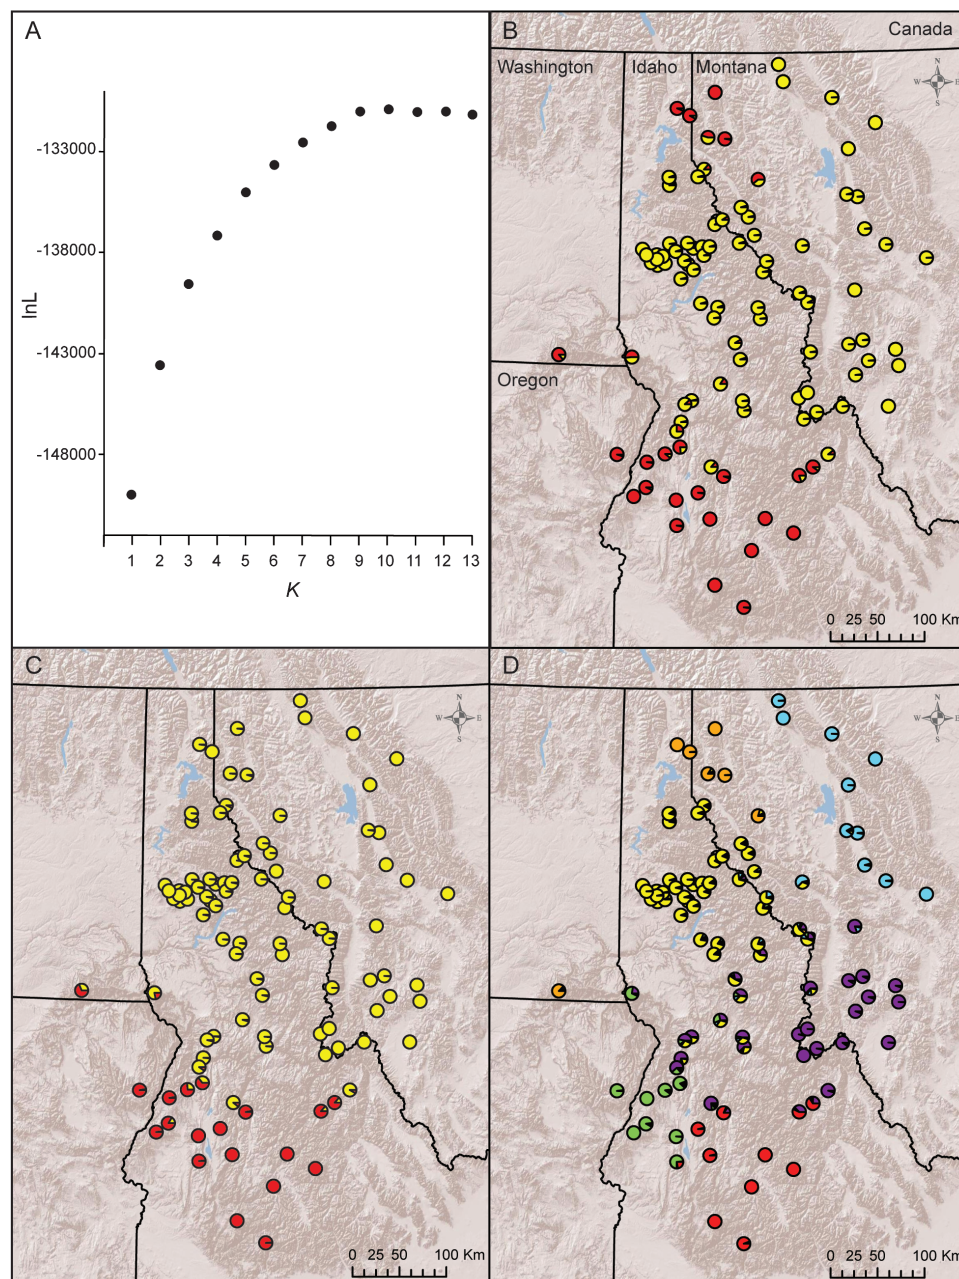 A
-133000
-138000
lnL
-143000
-148000
1 2 3 4 5 6 7 8 9 10 11 12 13
K
B
Canada
Washington
Idaho
Montana
N
W E
S
Oregon
0 25 50 100 Km
C
N
W E
S
0 25 50 100 Km
D
N
W E
S
0 25 50 100 Km